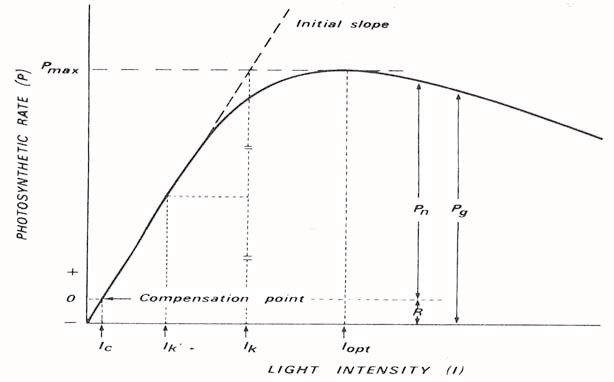 Initial slope
Pmax
PHOTOSYNTHETIC RATE (P)
Pn
Pg
+
0
Compensation point
R
−
Ic
Ik' -
Ik
Iopt
LIGHT INTENSITY (I)